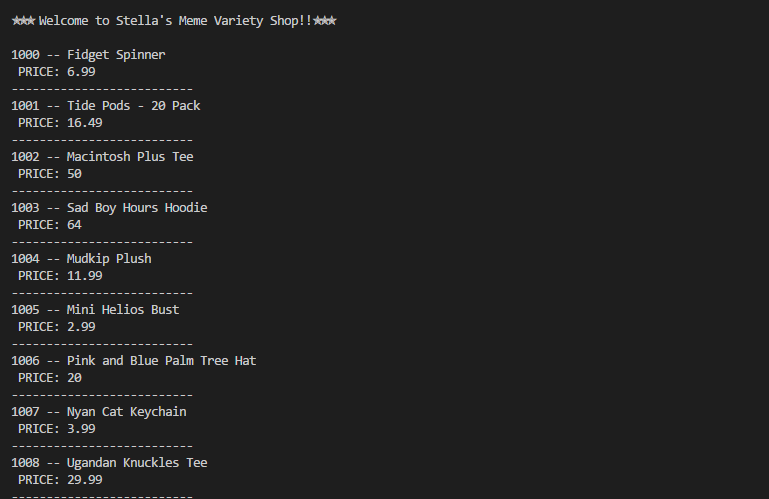 ★★★ Welcome to Stella's Meme Variety Shop!!★★★
1000 -- Fidget Spinner
PRICE: 6.99
--------------------------
1001 -- Tide Pods - 20 Pack
PRICE: 16.49
--------------------------
1002 -- Macintosh Plus Tee
PRICE: 50
--------------------------
1003 -- Sad Boy Hours Hoodie
PRICE: 64
--------------------------
1004 -- Mudkip Plush
PRICE: 11.99
--------------------------
1005 -- Mini Helios Bust
PRICE: 2.99
--------------------------
1006 -- Pink and Blue Palm Tree Hat
PRICE: 20
--------------------------
1007 -- Nyan Cat Keychain
PRICE: 3.99
--------------------------
1008 -- Ugandan Knuckles Tee
PRICE: 29.99
--------------------------